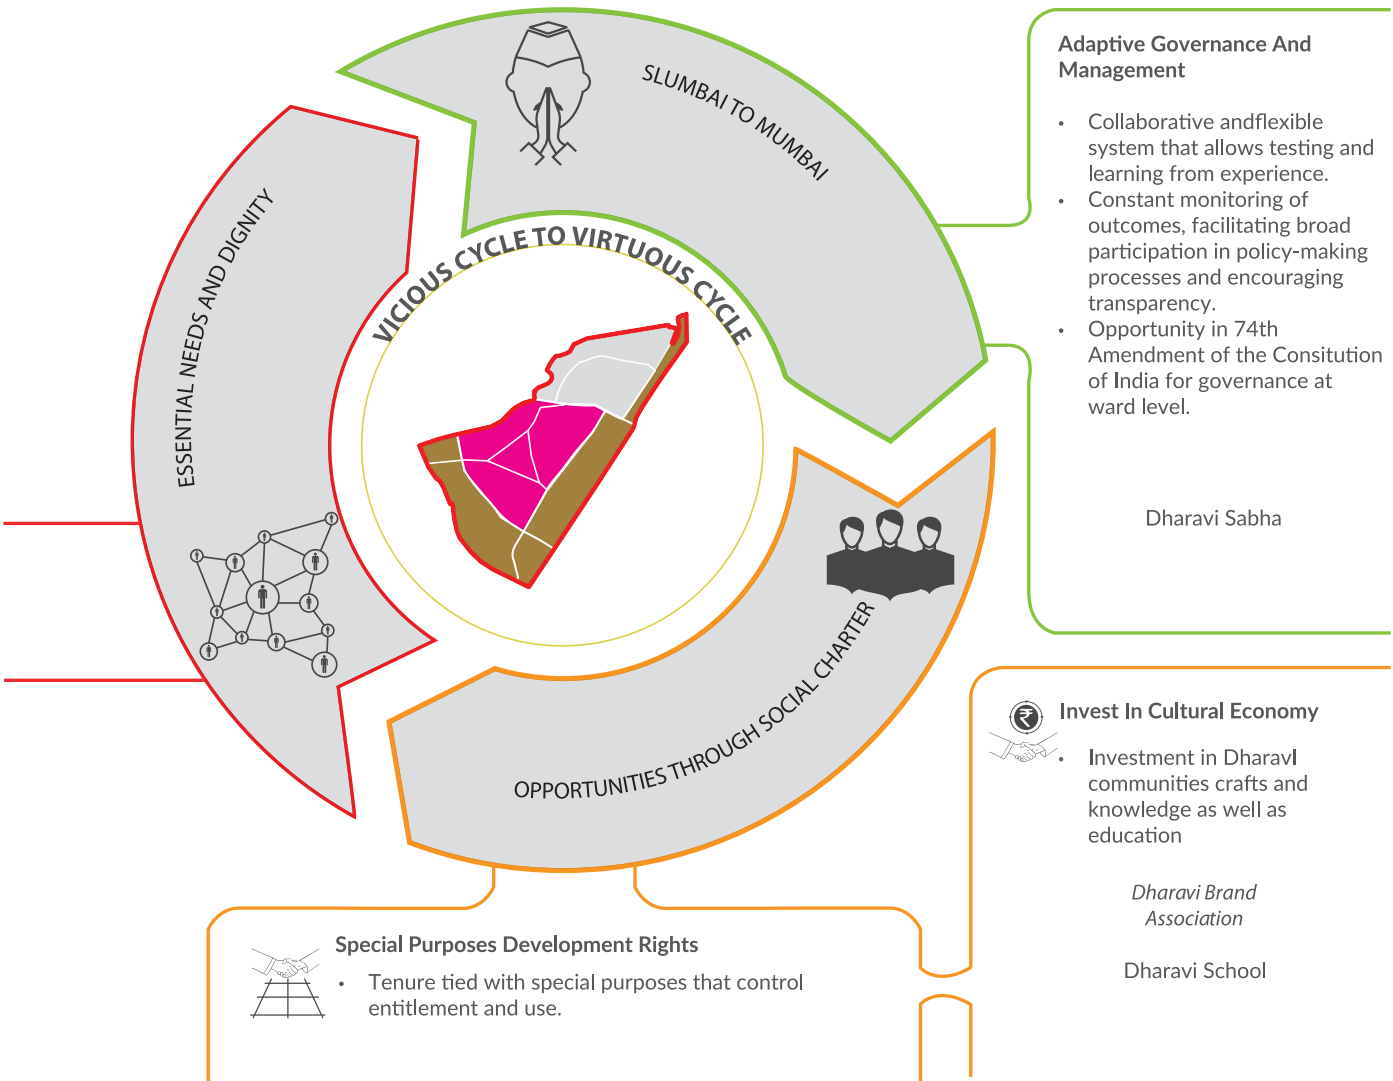 SLUMBAI TO MUMBAI
ESSENTIAL NEEDS AND DIGNITY
VICIOUS CYCLE TO VIRTUOUS CYCLE
OPPORTUNITIES THROUGH SOCIAL CHARTER
Adaptive Governance And
Management
• Collaborative andflexible
system that allows testing and
learning from experience.
• Constant monitoring of
outcomes, facilitating broad
participation in policy-making
processes and encouraging
transparency.
• Opportunity in 74th
Amendment of the Consitution
of India for governance at
ward level.
Dharavi Sabha
₹
Invest In Cultural Economy
• Investment in DharavI
communities crafts and
knowledge as well as
education
Dharavi Brand
Association
Dharavi School
Special Purposes Development Rights
• Tenure tied with special purposes that control
entitlement and use.